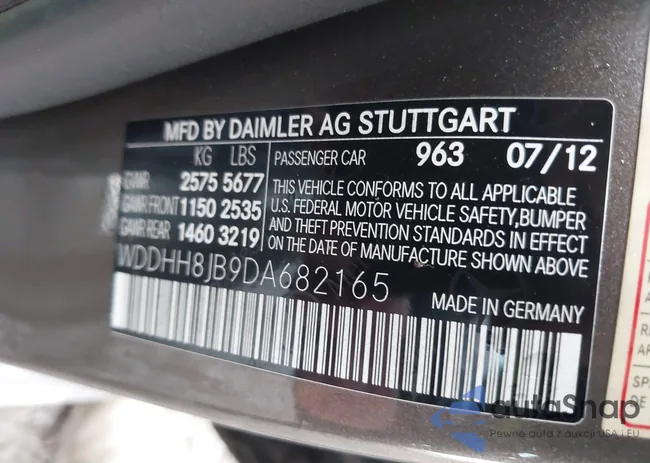 MFD BY DAIMLER AG STUTTGART
KG LBS PASSENGER CAR 963 07/12
GVWR 2575 5677 THIS VEHICLE CONFORMS TO ALL APPLICABLE
GAWR FRONT 1150 2535 U.S. FEDERAL MOTOR VEHICLE SAFETY, BUMPER
GAWR REAR 1460 3219 AND THEFT PREVENTION STANDARDS IN EFFECT
ON THE DATE OF MANUFACTURE SHOWN ABOVE
WDDHH8JB9DA682165
MADE IN GERMANY
autoSnap
Pewne auta z aukcji USA i EU